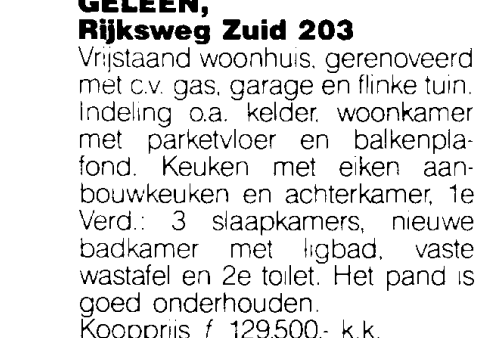 GELEEN,
Rijksweg Zuid 203
Vrijstaand woonhuis, gerenoveerd
met c.v. gas, garage en flinke tuin.
Indeling o.a. kelder, woonkamer
met parketvloer en balkenpla-
fond. Keuken met eiken aan-
bouwkeuken en achterkamer, 1e
Verd.: 3 slaapkamers, nieuwe
badkamer met ligbad, vaste
wastafel en 2e toilet. Het pand is
goed onderhouden.
Koopprijs f 129.500,- k.k.